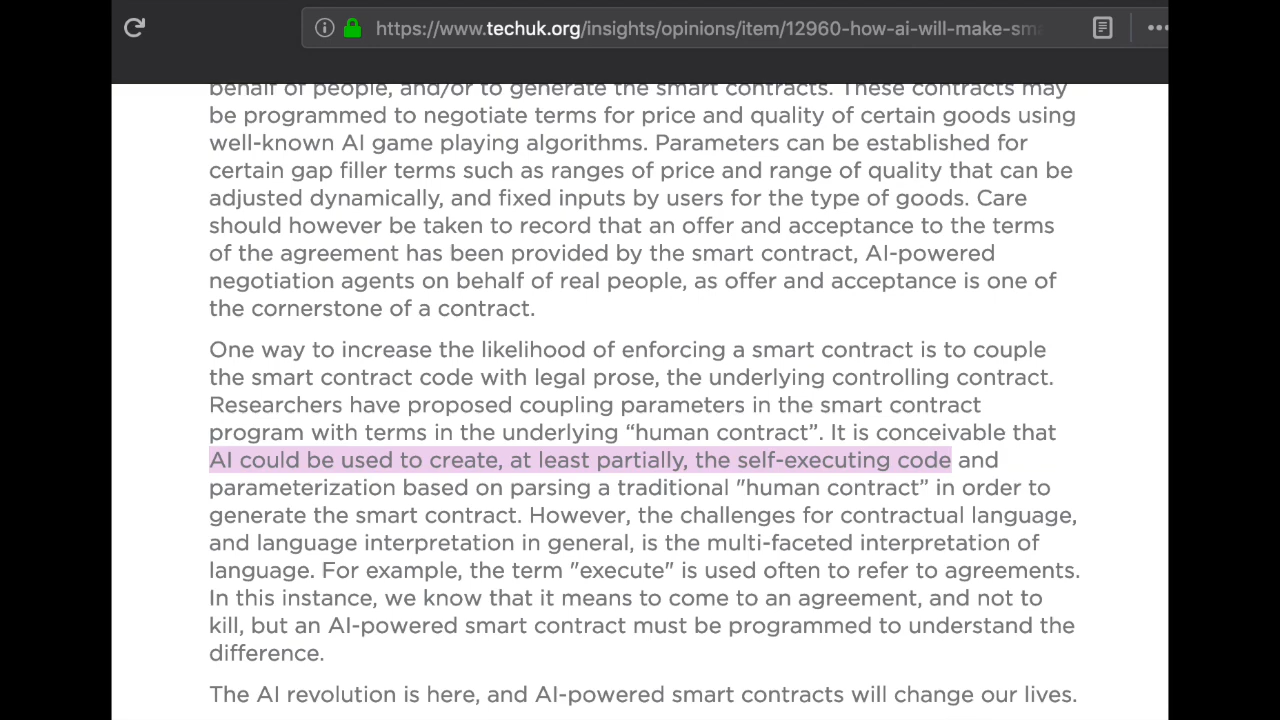 https://www.techuk.org/insights/opinions/item/12960-how-ai-will-make-sma
behalf of people, and/or to generate the smart contracts. These contracts may
be programmed to negotiate terms for price and quality of certain goods using
well-known AI game playing algorithms. Parameters can be established for
certain gap filler terms such as ranges of price and range of quality that can be
adjusted dynamically, and fixed inputs by users for the type of goods. Care
should however be taken to record that an offer and acceptance to the terms
of the agreement has been provided by the smart contract, AI-powered
negotiation agents on behalf of real people, as offer and acceptance is one of
the cornerstone of a contract.
One way to increase the likelihood of enforcing a smart contract is to couple
the smart contract code with legal prose, the underlying controlling contract.
Researchers have proposed coupling parameters in the smart contract
program with terms in the underlying “human contract”. It is conceivable that
AI could be used to create, at least partially, the self-executing code and
parameterization based on parsing a traditional "human contract” in order to
generate the smart contract. However, the challenges for contractual language,
and language interpretation in general, is the multi-faceted interpretation of
language. For example, the term "execute" is used often to refer to agreements.
In this instance, we know that it means to come to an agreement, and not to
kill, but an AI-powered smart contract must be programmed to understand the
difference.
The AI revolution is here, and AI-powered smart contracts will change our lives.